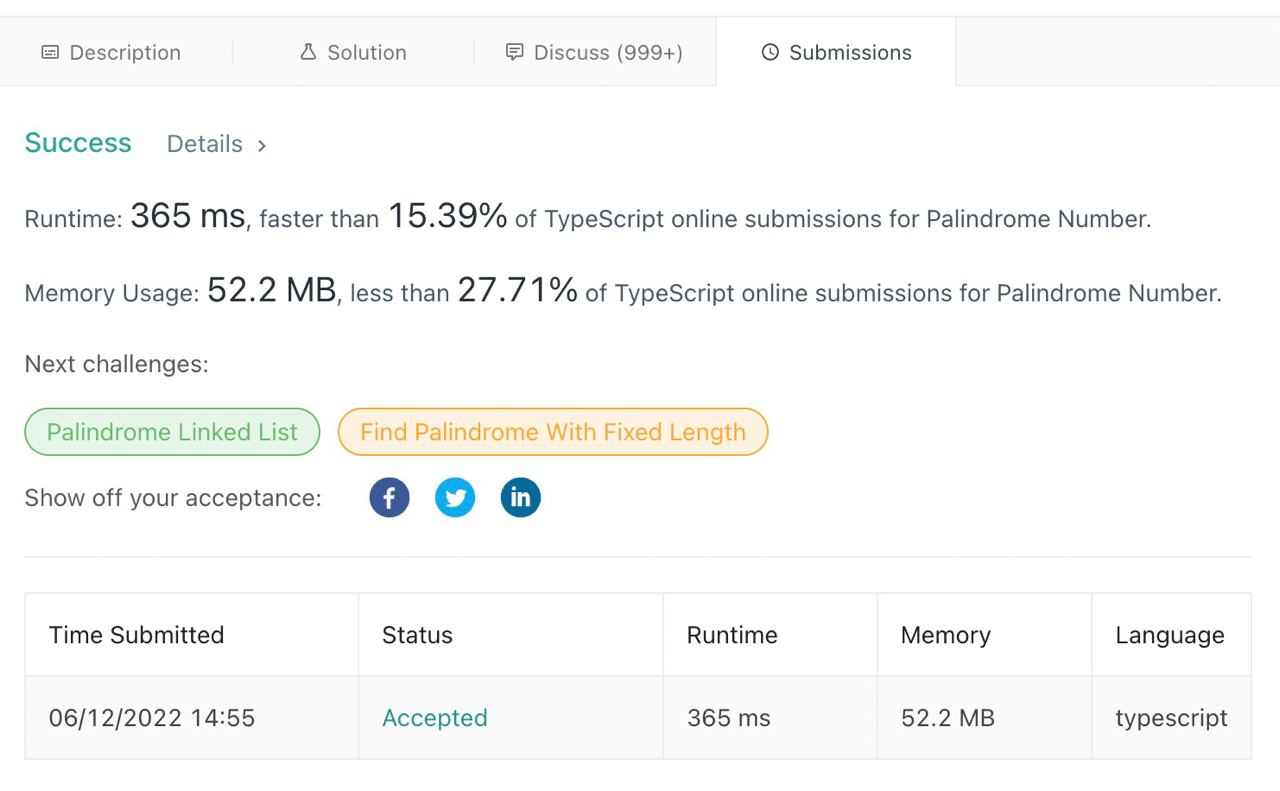 Description Solution Discuss (999+) Submissions
Success Details >
Runtime: 365 ms, faster than 15.39% of TypeScript online submissions for Palindrome Number.
Memory Usage: 52.2 MB, less than 27.71% of TypeScript online submissions for Palindrome Number.
Next challenges:
Palindrome Linked List Find Palindrome With Fixed Length
Show off your acceptance: f in
Time Submitted Status Runtime Memory Language
06/12/2022 14:55 Accepted 365 ms 52.2 MB typescript